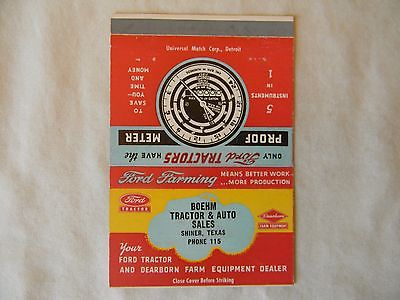 Universal Match Corp., Detroit
ONLY Ford TRACTORS HAVE the
PROOF METER
5
INSTRUMENTS
IN
1
TO
SAVE
YOU—
TIME
AND
MONEY
Ford Farming
MEANS BETTER WORK
...MORE PRODUCTION
Ford
TRACTOR
BOEHM
TRACTOR & AUTO
SALES
SHINER, TEXAS
PHONE 115
Dearborn
FARM EQUIPMENT
Your
FORD TRACTOR
AND DEARBORN FARM EQUIPMENT DEALER
Close Cover Before Striking